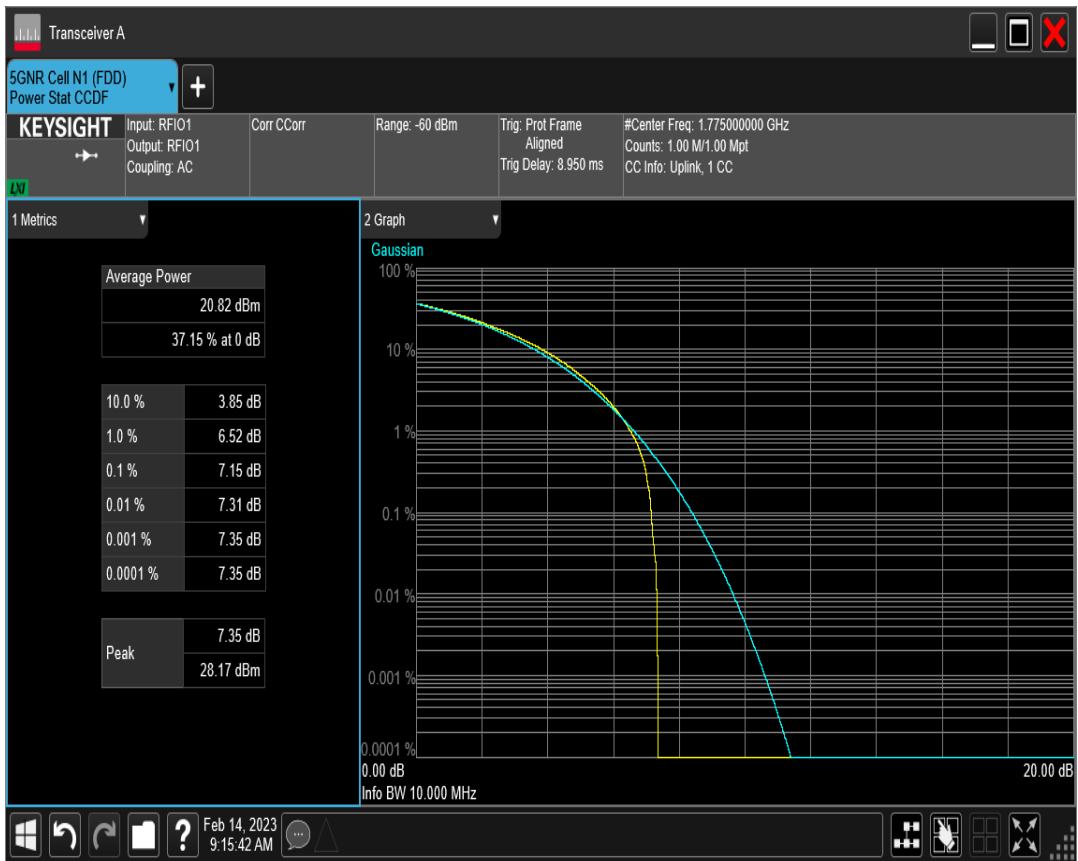 Transceiver A
5GNR Cell N1 (FDD)
Power Stat CCDF
+
KEYSIGHT
LXI
Input: RFIO1
Output: RFIO1
Coupling: AC
Corr CCorr
Range: -60 dBm
Trig: Prot Frame
Aligned
Trig Delay: 8.950 ms
#Center Freq: 1.775000000 GHz
Counts: 1.00 M/1.00 Mpt
CC Info: Uplink, 1 CC
1 Metrics
Average Power
20.82 dBm
37.15 % at 0 dB
10.0 % 3.85 dB
1.0 % 6.52 dB
0.1 % 7.15 dB
0.01 % 7.31 dB
0.001 % 7.35 dB
0.0001 % 7.35 dB
Peak
7.35 dB
28.17 dBm
2 Graph
Gaussian
100 %
10 %
1 %
0.1 %
0.01 %
0.001 %
0.0001 %
0.00 dB 20.00 dB
Info BW 10.000 MHz
?
Feb 14, 2023
9:15:42 AM